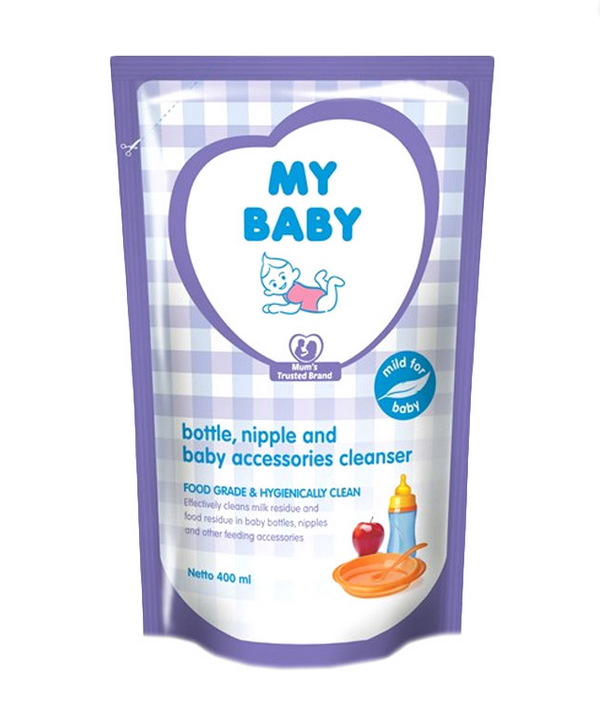 MY
BABY
Mum's
Trusted Brand
mild for
baby
bottle, nipple and
baby accessories cleanser
FOOD GRADE & HYGIENICALLY CLEAN
Effectively cleans milk residue and
food residue in baby bottles, nipples
and other feeding accessories
Netto 400 ml